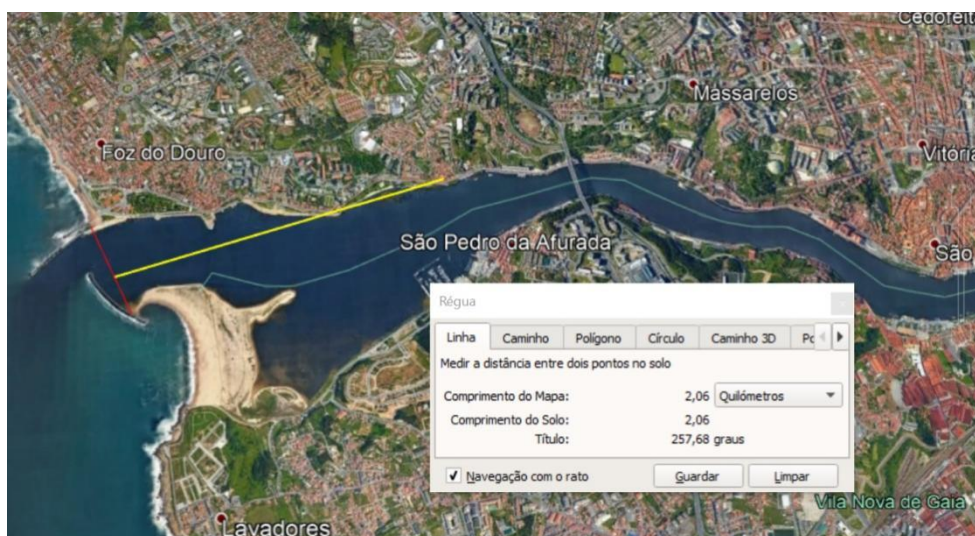 Cedofeit
Massarelos
Foz do Douro
Vitória
São Pedro da Afurada
São
Régua
Linha Caminho Polígono Círculo Caminho 3D Po
Medir a distância entre dois pontos no solo
Comprimento do Mapa: 2,06 Quilómetros
Comprimento do Solo: 2,06
Título: 257,68 graus
Navegação com o rato Guardar Limpar
Vila Nova de Gaia
Lavadores